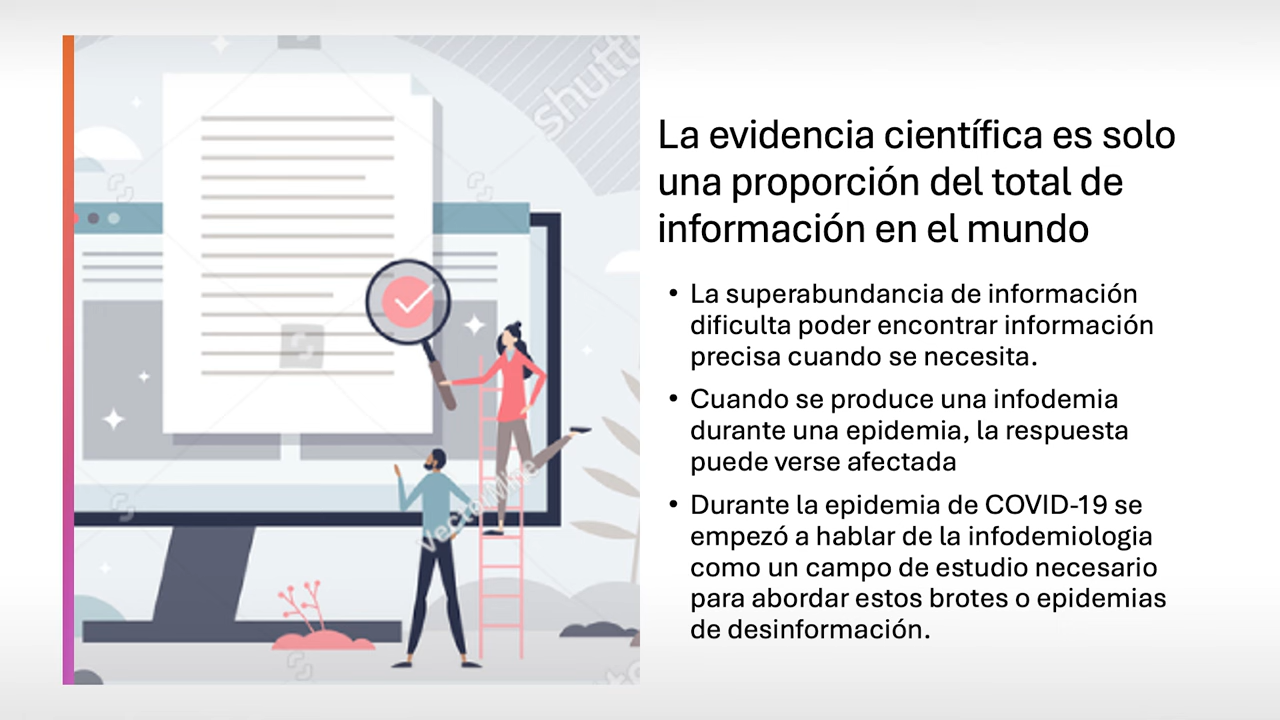 shutte
La evidencia científica es solo
una proporción del total de
información en el mundo
• La superabundancia de información
dificulta poder encontrar información
precisa cuando se necesita.
• Cuando se produce una infodemia
durante una epidemia, la respuesta
puede verse afectada
• Durante la epidemia de COVID-19 se
empezó a hablar de la infodemiologia
como un campo de estudio necesario
para abordar estos brotes o epidemias
de desinformación.
VectorMine